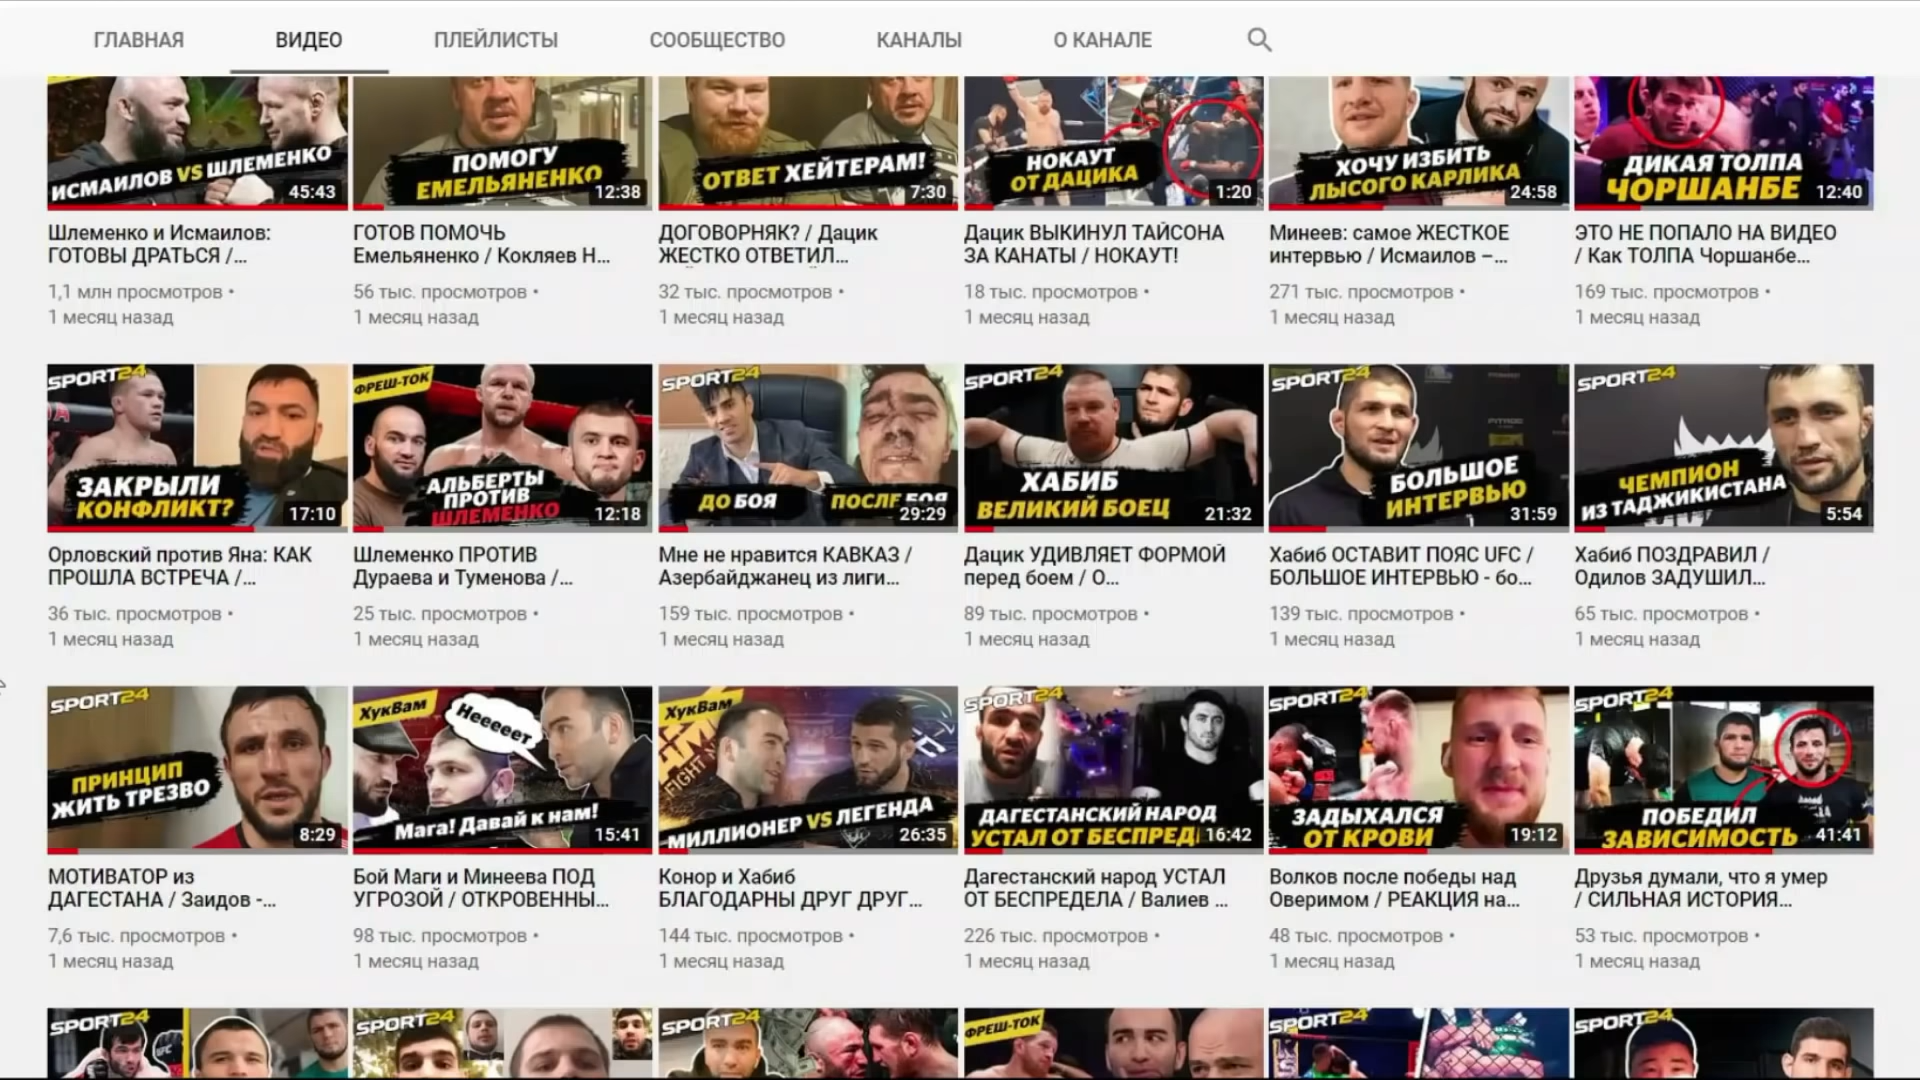 ГЛАВНАЯ ВИДЕО ПЛЕЙЛИСТЫ СООБЩЕСТВО КАНАЛЫ О КАНАЛЕ
ИСМАИЛОВ VS ШЛЕМЕНКО
45:43
Шлеменко и Исмаилов:
ГОТОВЫ ДРАТЬСЯ /...
1,1 млн просмотров •
1 месяц назад
ПОМОГУ
ЕМЕЛЬЯНЕНКО
12:38
ГОТОВ ПОМОЧЬ
Емельяненко / Кокляев Н...
56 тыс. просмотров •
1 месяц назад
ОТВЕТ ХЕЙТЕРАМ!
7:30
ДОГОВОРНЯК? / Дацик
ЖЕСТКО ОТВЕТИЛ...
32 тыс. просмотров •
1 месяц назад
НОКАУТ
ОТ ДАЦИКА
1:20
Дацик ВЫКИНУЛ ТАЙСОНА
ЗА КАНАТЫ / НОКАУТ!
18 тыс. просмотров •
1 месяц назад
ХОЧУ ИЗБИТЬ
ЛЫСОГО КАРЛИКА
24:58
Минеев: самое ЖЕСТКОЕ
интервью / Исмаилов –...
271 тыс. просмотров •
1 месяц назад
ДИКАЯ ТОЛПА
ЧОРШАНБЕ
12:40
ЭТО НЕ ПОПАЛО НА ВИДЕО
/ Как ТОЛПА Чоршанбе...
169 тыс. просмотров •
1 месяц назад
SPORT24
ЗАКРЫЛИ
КОНФЛИКТ?
17:10
Орловский против Яна: КАК
ПРОШЛА ВСТРЕЧА /...
36 тыс. просмотров •
1 месяц назад
ФРЕШ-ТОК
АЛЬБЕРТЫ
ПРОТИВ
ШЛЕМЕНКО
12:18
Шлеменко ПРОТИВ
Дураева и Туменова /...
25 тыс. просмотров •
1 месяц назад
SPORT24
ДО БОЯ ПОСЛЕ БОЯ
29:29
Мне не нравится КАВКАЗ /
Азербайджанец из лиги...
159 тыс. просмотров •
1 месяц назад
SPORT24
ХАБИБ
ВЕЛИКИЙ БОЕЦ
21:32
Дацик УДИВЛЯЕТ ФОРМОЙ
перед боем / О...
89 тыс. просмотров •
1 месяц назад
SPORT24
БОЛЬШОЕ
ИНТЕРВЬЮ
31:59
Хабиб ОСТАВИТ ПОЯС UFC /
БОЛЬШОЕ ИНТЕРВЬЮ - бо...
139 тыс. просмотров •
1 месяц назад
SPORT24
ЧЕМПИОН
ИЗ ТАДЖИКИСТАНА
5:54
Хабиб ПОЗДРАВИЛ /
Одилов ЗАДУШИЛ...
65 тыс. просмотров •
1 месяц назад
SPORT24
ПРИНЦИП
ЖИТЬ ТРЕЗВО
8:29
МОТИВАТОР из
ДАГЕСТАНА / Заидов -...
7,6 тыс. просмотров •
1 месяц назад
ХукВам
Нееееет
Мага! Давай к нам!
15:41
Бой Маги и Минеева ПОД
УГРОЗОЙ / ОТКРОВЕННЫ...
98 тыс. просмотров •
1 месяц назад
ХукВам
МИЛЛИОНЕР VS ЛЕГЕНДА
26:35
Конор и Хабиб
БЛАГОДАРНЫ ДРУГ ДРУГ...
144 тыс. просмотров •
1 месяц назад
SPORT24
ДАГЕСТАНСКИЙ НАРОД
УСТАЛ ОТ БЕСПРЕД
16:42
Дагестанский народ УСТАЛ
ОТ БЕСПРЕДЕЛА / Валиев ...
226 тыс. просмотров •
1 месяц назад
SPORT24
ЗАДЫХАЛСЯ
ОТ КРОВИ
19:12
Волков после победы над
Оверимом / РЕАКЦИЯ на...
48 тыс. просмотров •
1 месяц назад
SPORT24
ПОБЕДИЛ
ЗАВИСИМОСТЬ
41:41
Друзья думали, что я умер
/ СИЛЬНАЯ ИСТОРИЯ...
53 тыс. просмотров •
1 месяц назад
SPORT24
SPORT24
SPORT24
ФРЕШ-ТОК
SPORT24
SPORT24